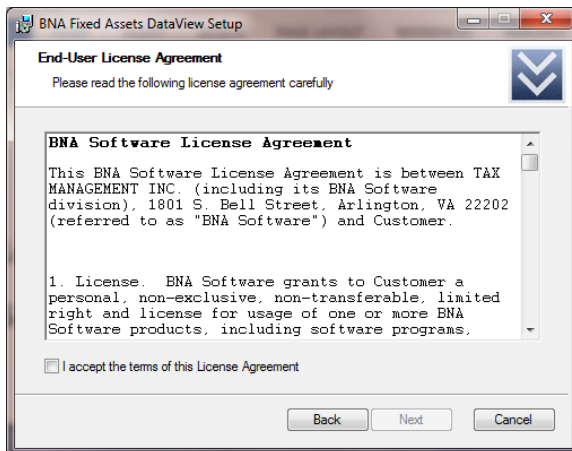 BNA Fixed Assets DataView Setup
End-User License Agreement
Please read the following license agreement carefully
BNA Software License Agreement
This BNA Software License Agreement is between TAX
MANAGEMENT INC. (including its BNA Software
division), 1801 S. Bell Street, Arlington, VA 22202
(referred to as "BNA Software") and Customer.
1. License.  BNA Software grants to Customer a
personal, non-exclusive, non-transferable, limited
right and license for usage of one or more BNA
Software products, including software programs,
I accept the terms of this License Agreement
Back Next Cancel